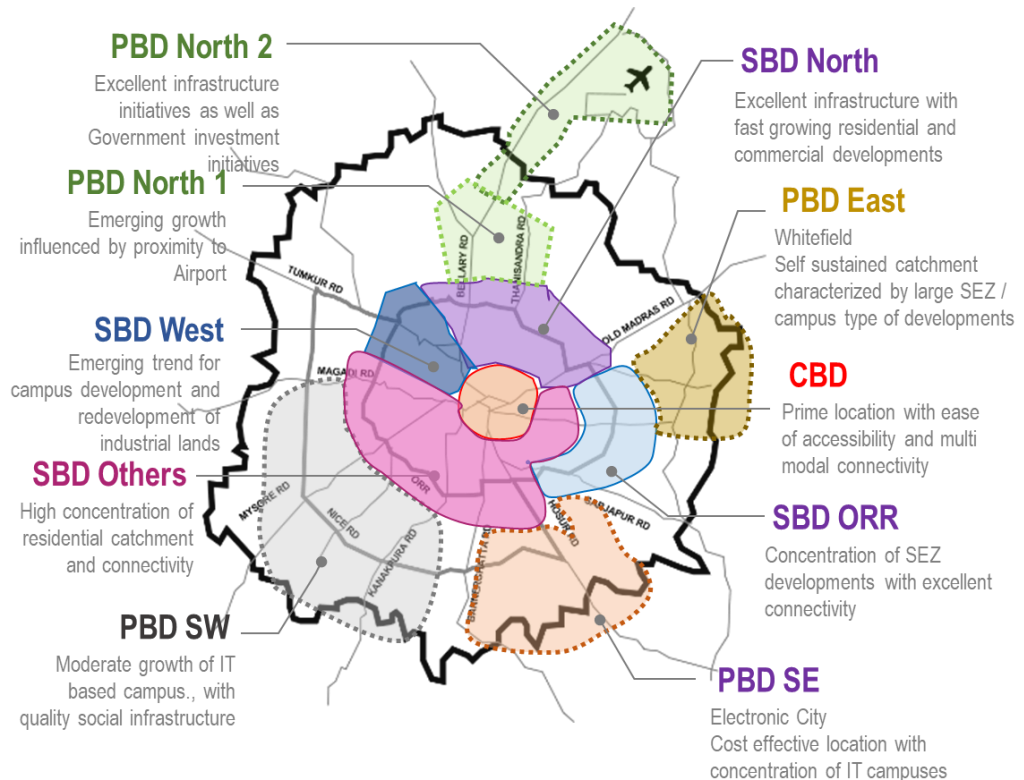 PBD North 2
Excellent infrastructure
initiatives as well as
Government investment
initiatives
PBD North 1
Emerging growth
influenced by proximity to
Airport
SBD West
Emerging trend for
campus development and
redevelopment of
industrial lands
SBD Others
High concentration of
residential catchment
and connectivity
PBD SW
Moderate growth of IT
based campus., with
quality social infrastructure
SBD North
Excellent infrastructure with
fast growing residential and
commercial developments
PBD East
Whitefield
Self sustained catchment
characterized by large SEZ /
campus type of developments
CBD
Prime location with ease
of accessibility and multi
modal connectivity
SBD ORR
Concentration of SEZ
developments with excellent
connectivity
PBD SE
Electronic City
Cost effective location with
concentration of IT campuses
TUMKUR RD
BELLARY RD
THANISANDRA RD
OLD MADRAS RD
MAGADI RD
MYSORE RD
NICE RD
ORR
KANAKPURA RD
BANNERGHATTA RD
HOSUR RD
SARJAPUR RD